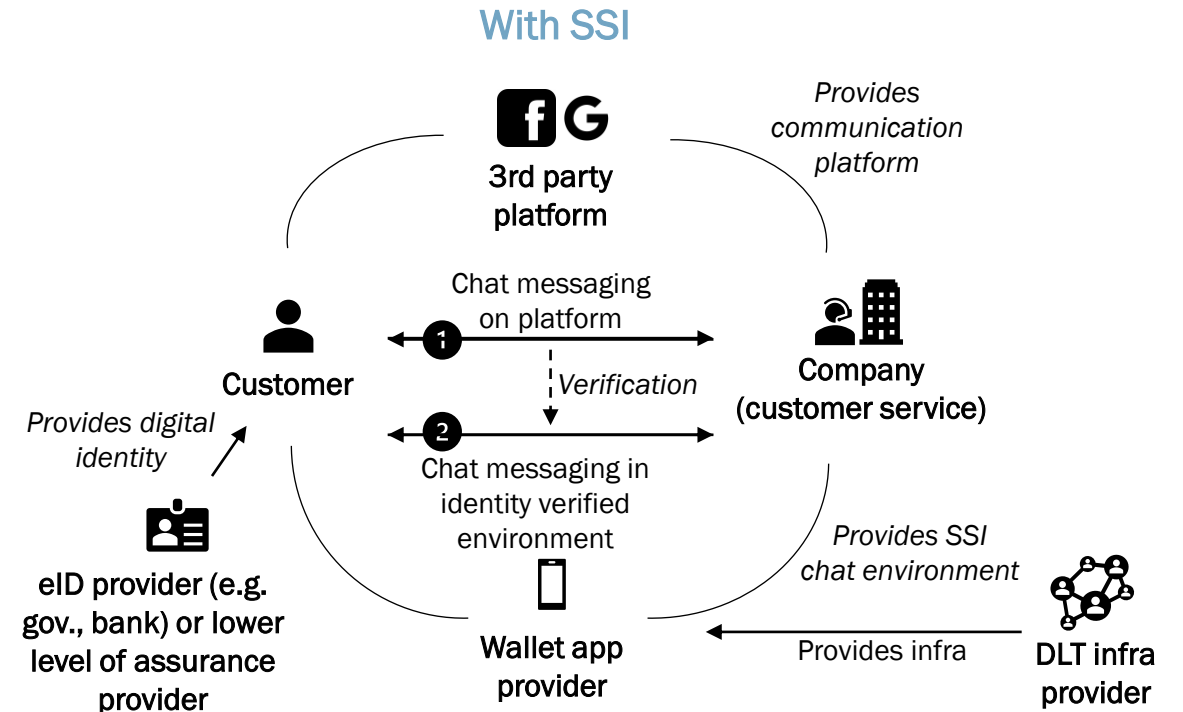 With SSI
Provides
communication
platform
3rd party
platform
Chat messaging
on platform
1
Customer
Verification
Company
(customer service)
Provides digital
identity
2
Chat messaging in
identity verified
environment
eID provider (e.g.
gov., bank) or lower
level of assurance
provider
Provides SSI
chat environment
Wallet app
provider
Provides infra
DLT infra
provider